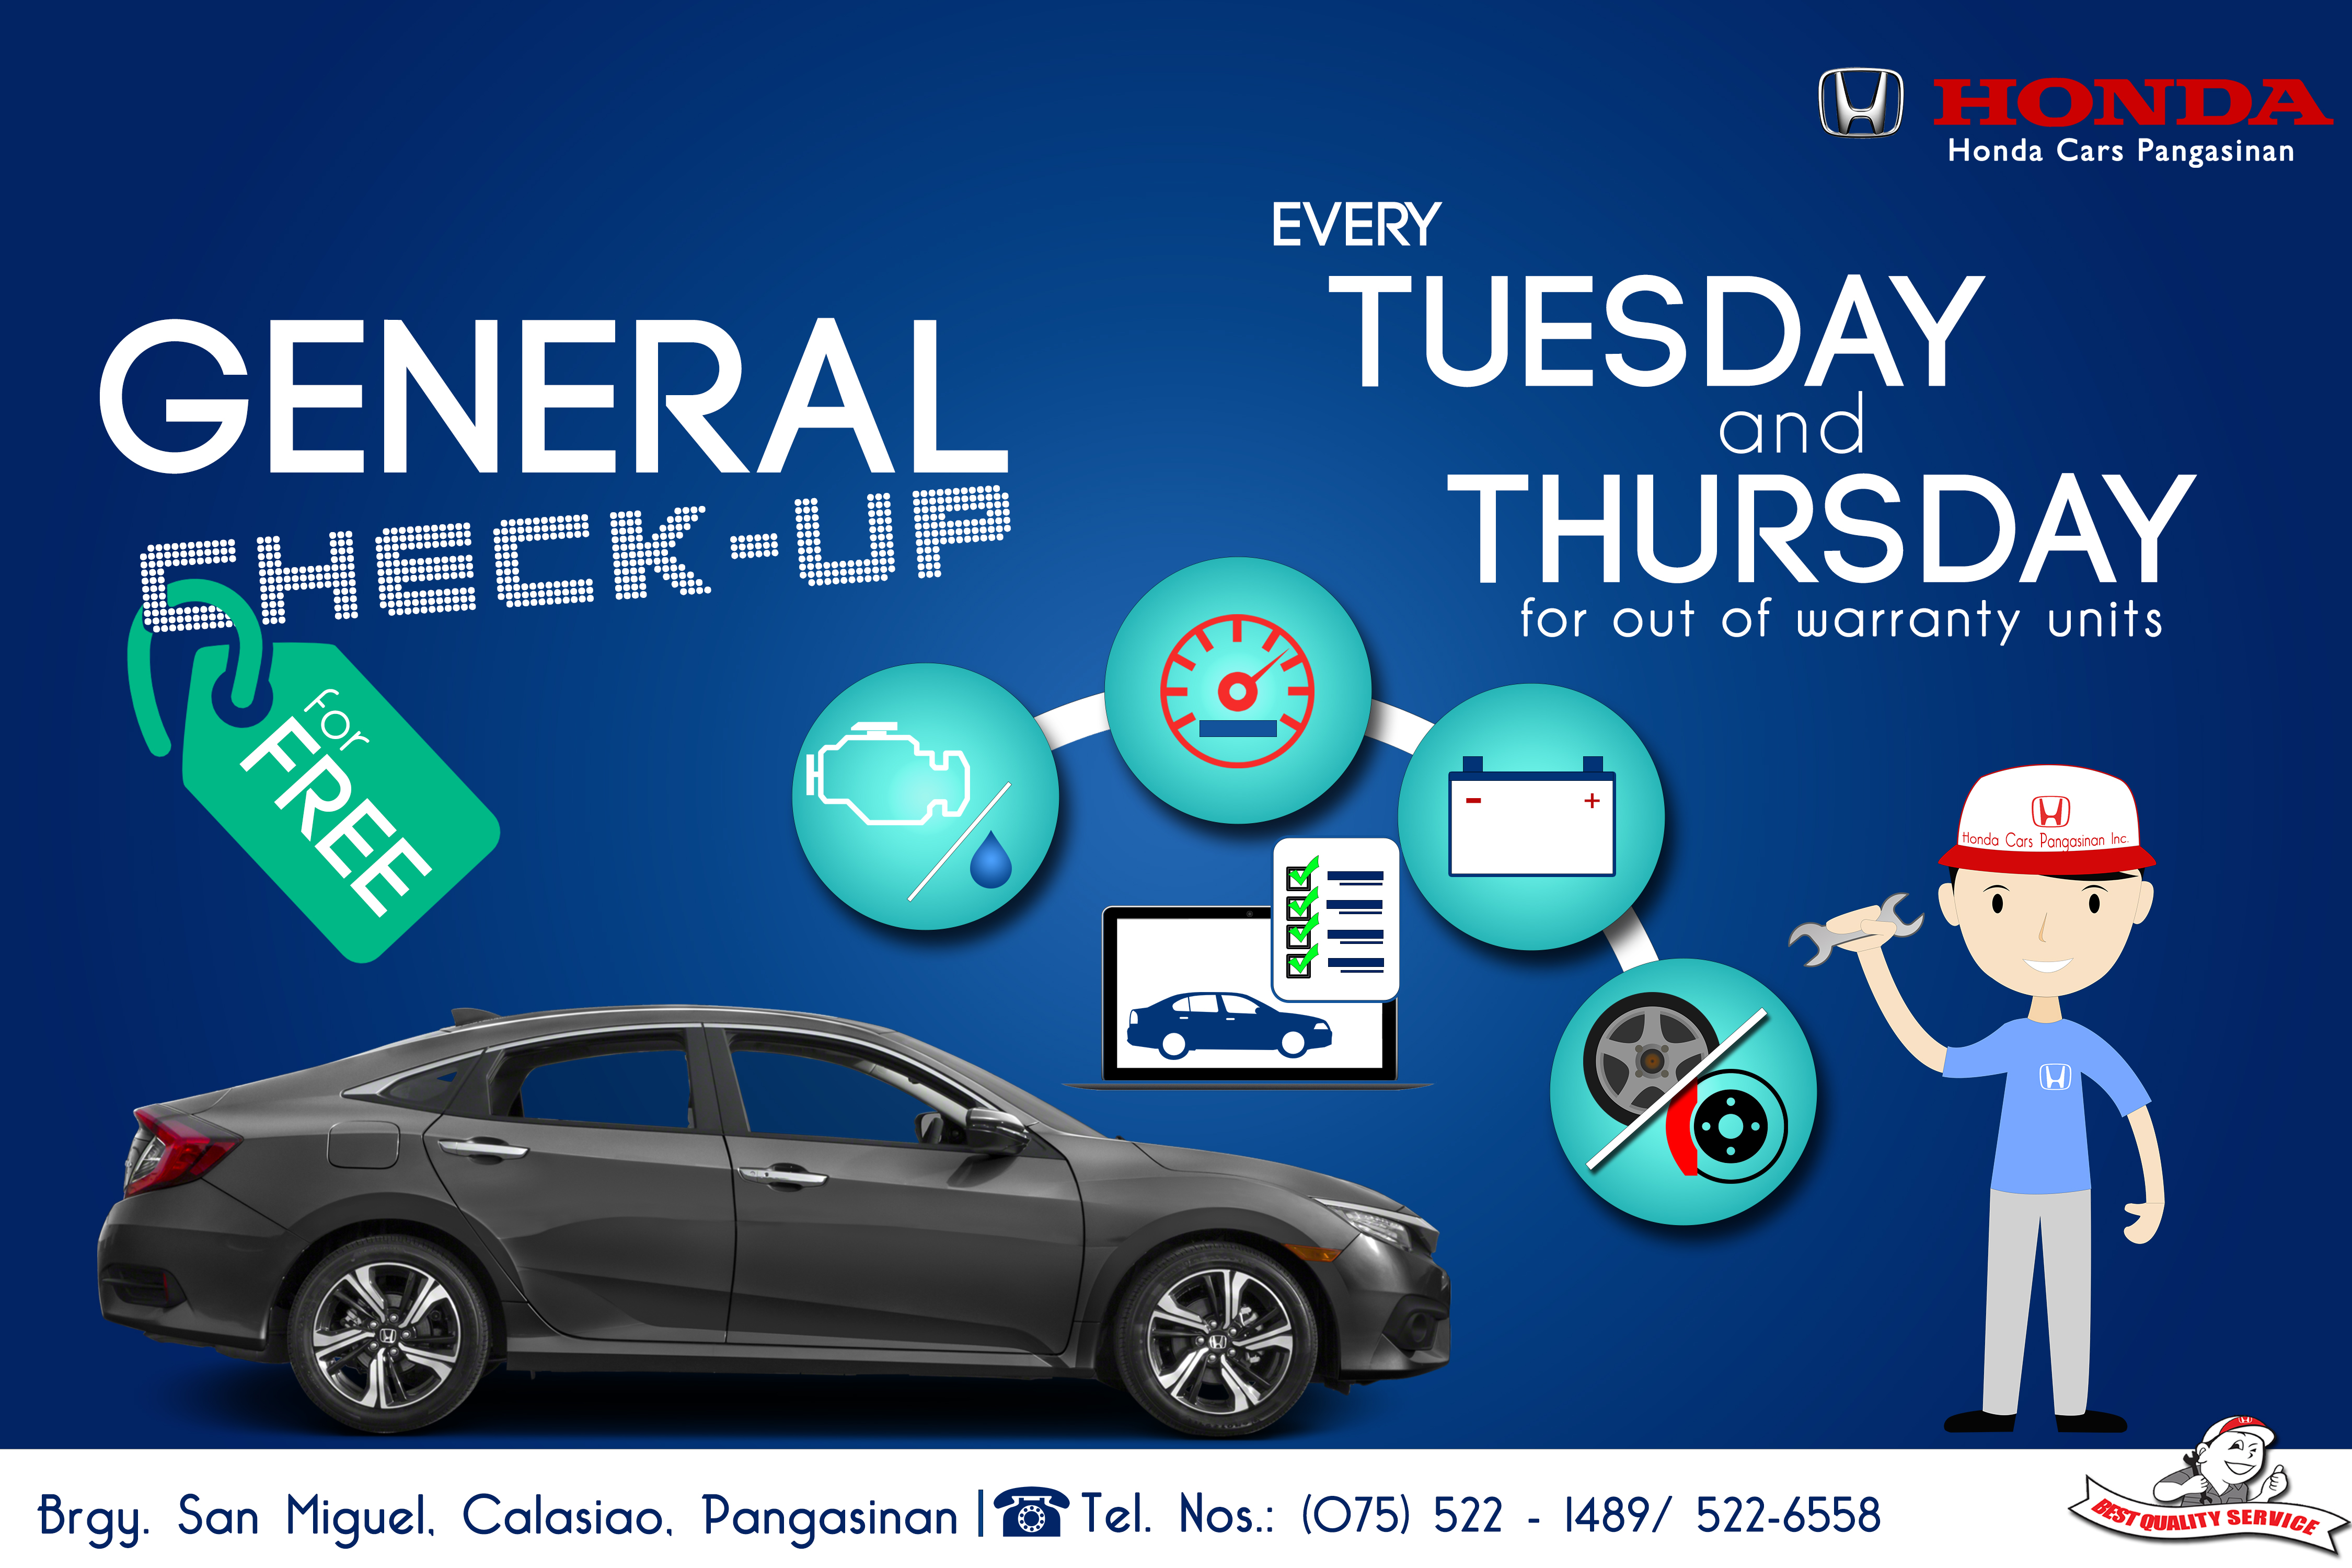 HONDA
Honda Cars Pangasinan
EVERY
TUESDAY
and
THURSDAY
for out of warranty units
GENERAL
CHECK-UP
for
FREE
- +
Honda Cars Pangasinan Inc.
Brgy. San Miguel, Calasiao, Pangasinan | Tel. Nos.: (075) 522 - 1489/ 522-6558
BEST QUALITY SERVICE